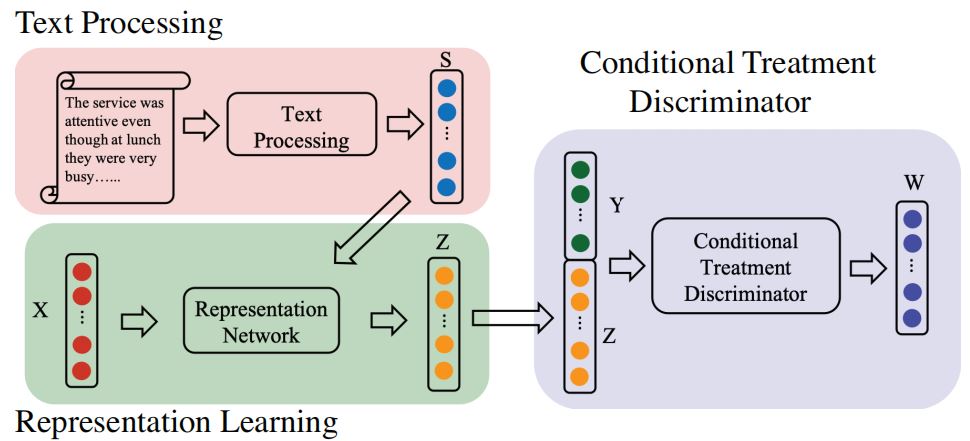 Text Processing
The service was
attentive even
though at lunch
they were very
busy…...
Text
Processing
S
X
Representation
Network
Z
Representation Learning
Conditional Treatment
Discriminator
Y
Z
Conditional
Treatment
Discriminator
W